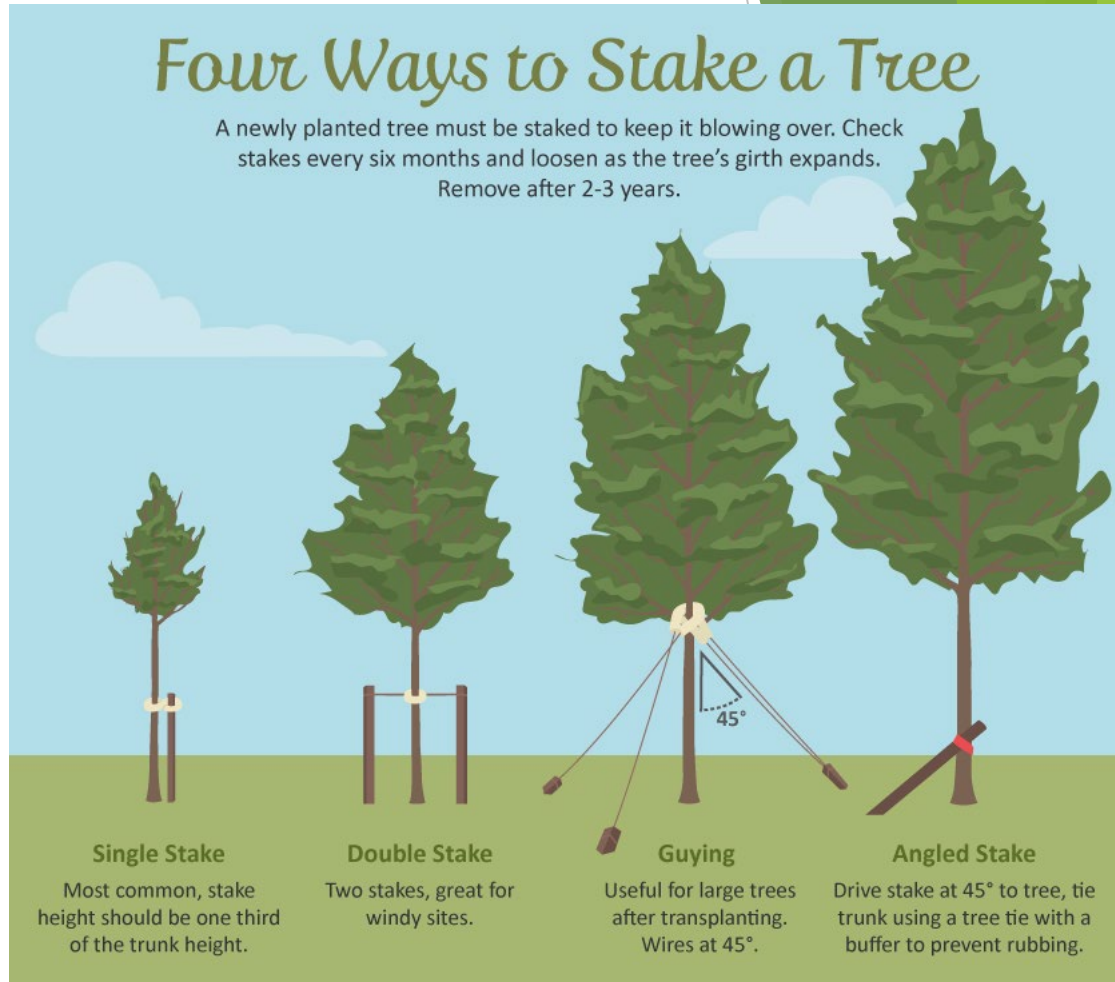 Four Ways to Stake a Tree
A newly planted tree must be staked to keep it blowing over. Check
stakes every six months and loosen as the tree's girth expands.
Remove after 2-3 years.
45°
Single Stake
Most common, stake
height should be one third
of the trunk height.
Double Stake
Two stakes, great for
windy sites.
Guying
Useful for large trees
after transplanting.
Wires at 45°.
Angled Stake
Drive stake at 45° to tree, tie
trunk using a tree tie with a
buffer to prevent rubbing.